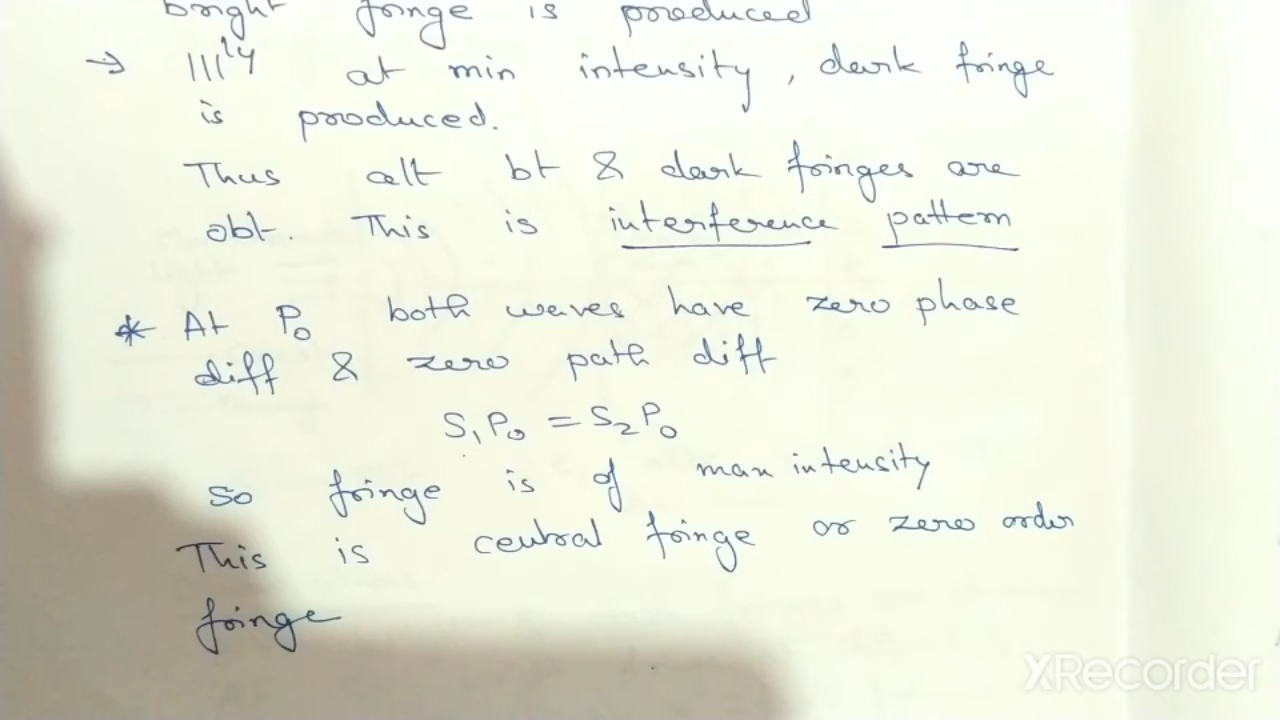 bright fringe is produced
→ |||ly at min intensity, dark fringe
is produced.
Thus alt bt & dark fringes are
obt. This is interference pattern
* At P₀ both waves have zero phase
diff & zero path diff
S₁P₀ = S₂P₀
so fringe is of max intensity
This is central fringe or zero order
fringe
XRecorder